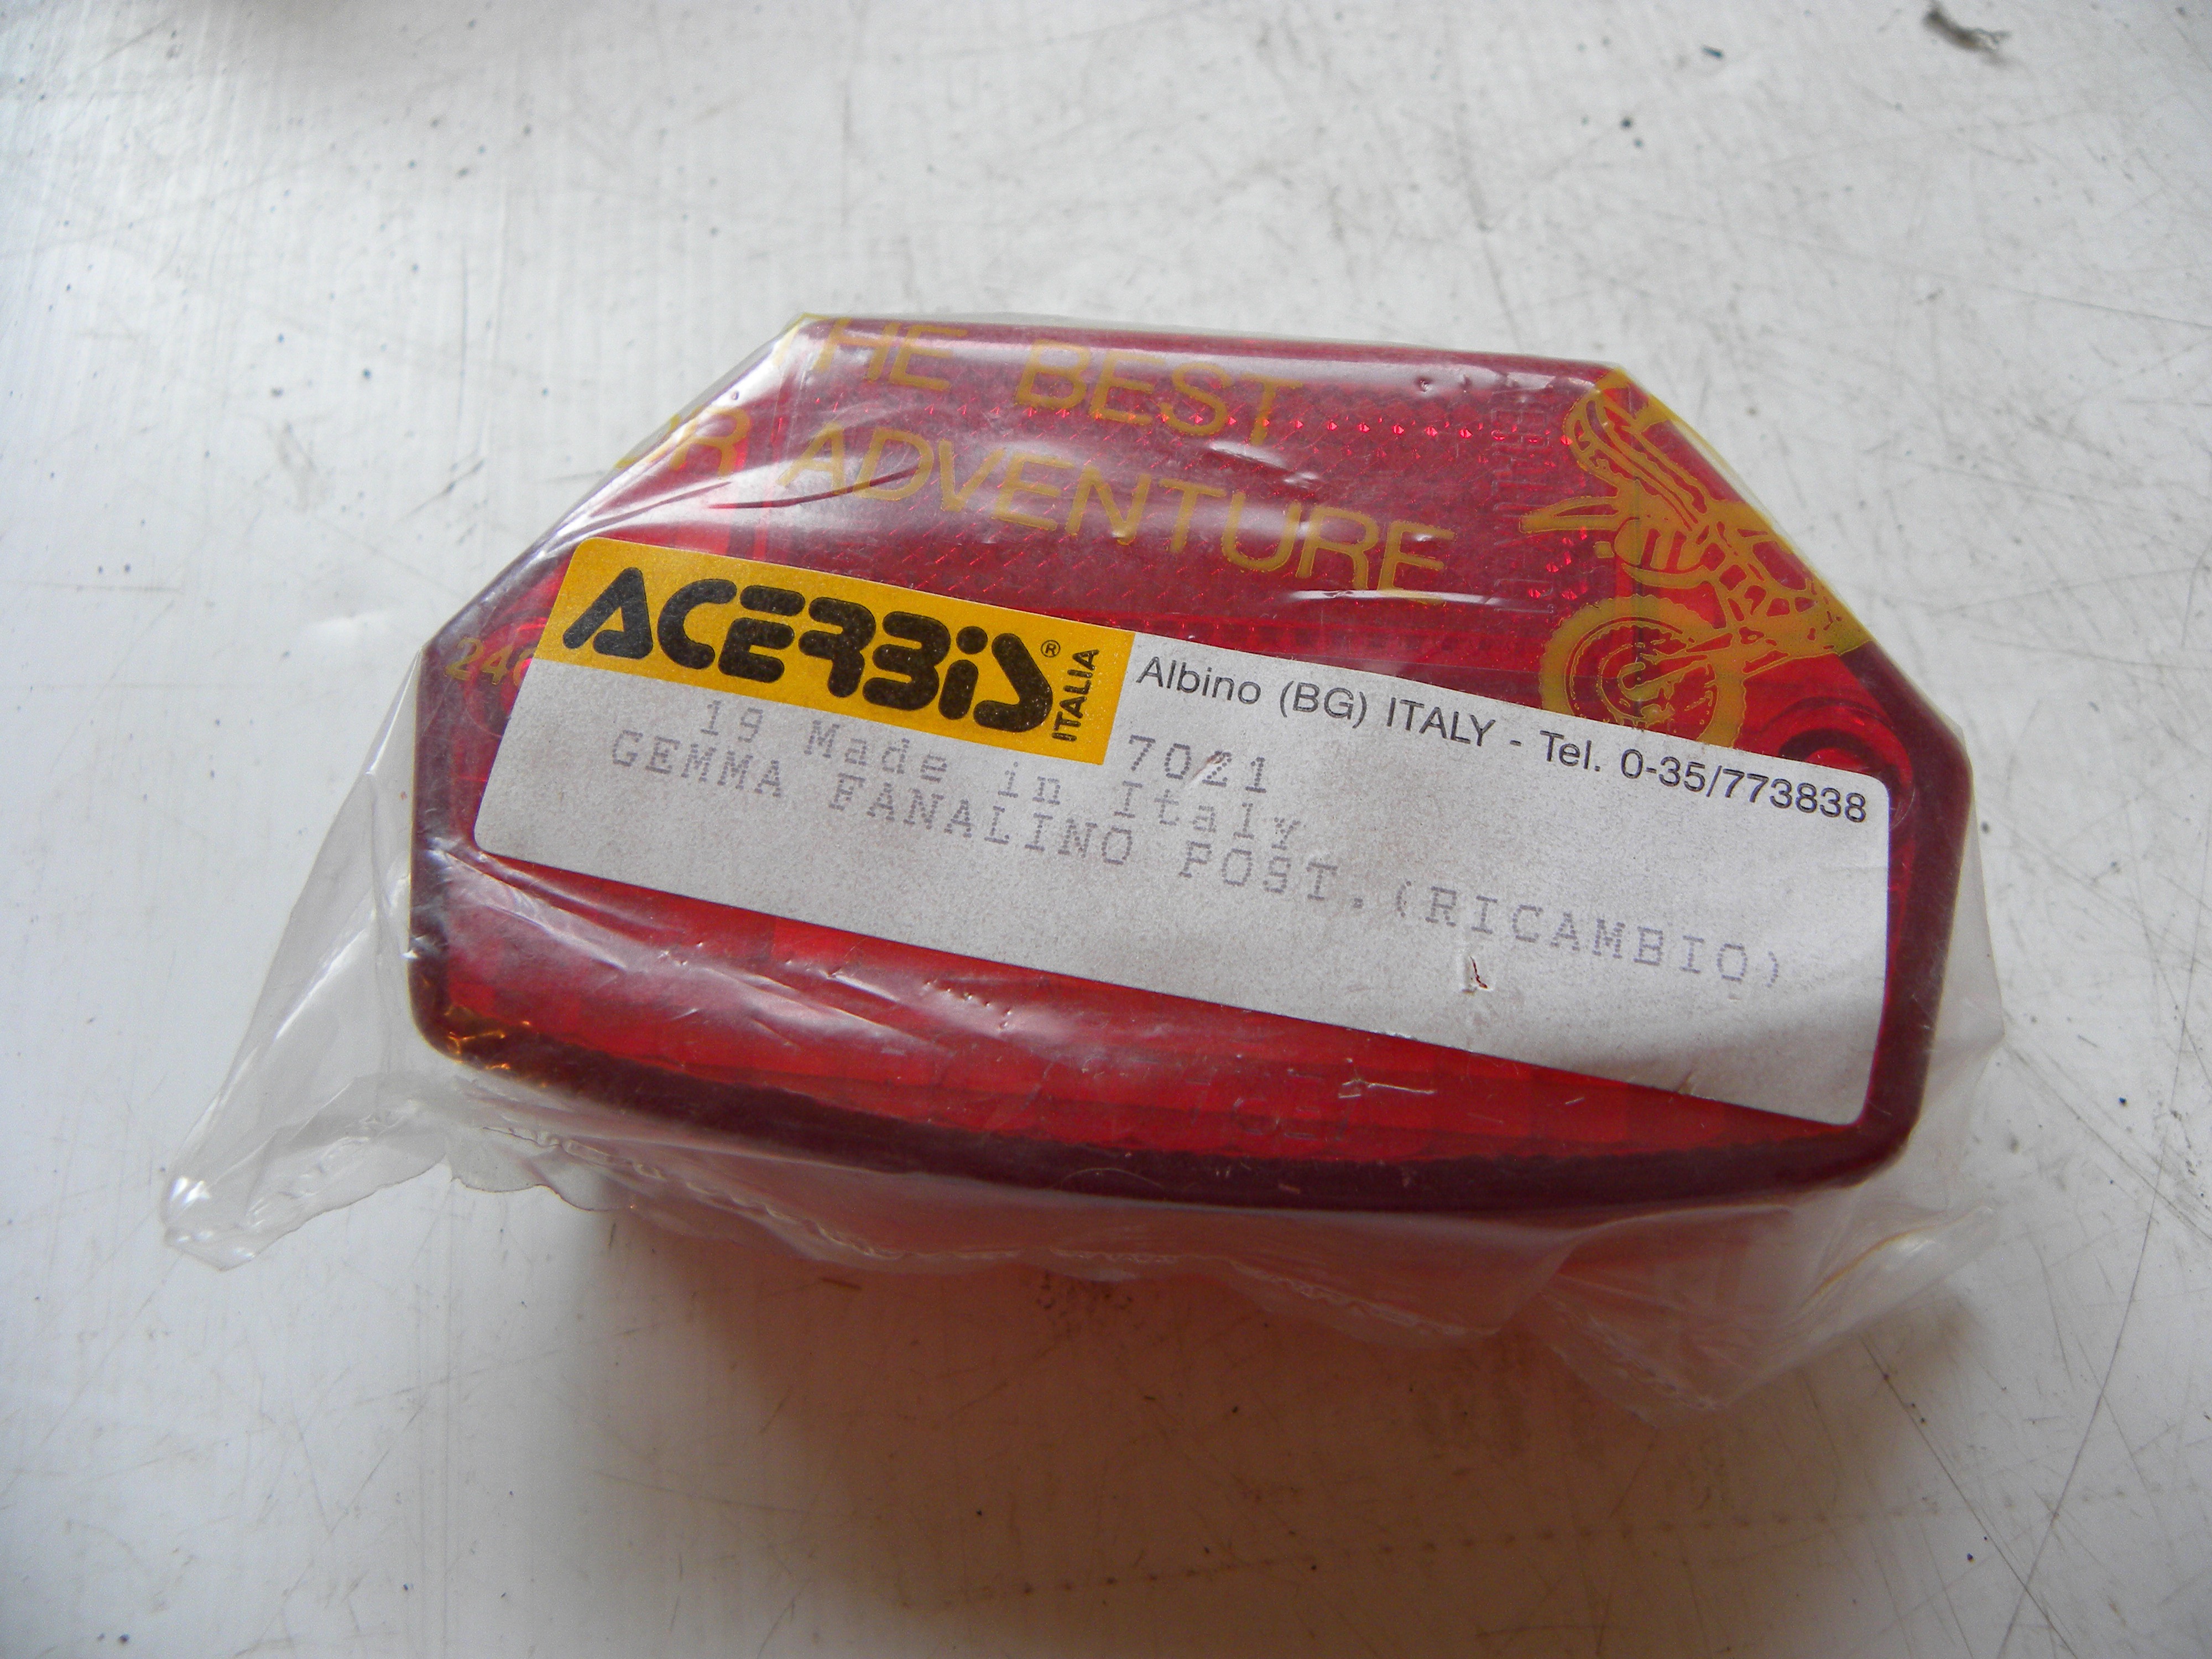 THE BEST
ADVENTURE
ACERBIS® ITALIA
Albino (BG) ITALY - Tel. 0-35/773838
7021
19 Made in Italy
GEMMA FANALINO POST.(RICAMBIO)